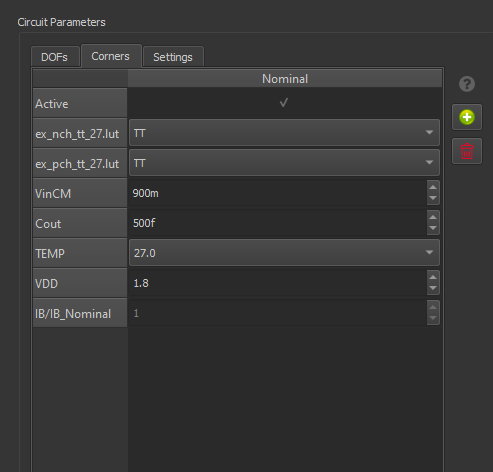 Circuit Parameters
DOFs Corners Settings
Nominal
Active ✓
ex_nch_tt_27.lut TT
ex_pch_tt_27.lut TT
VinCM 900m
Cout 500f
TEMP 27.0
VDD 1.8
IB/IB_Nominal 1